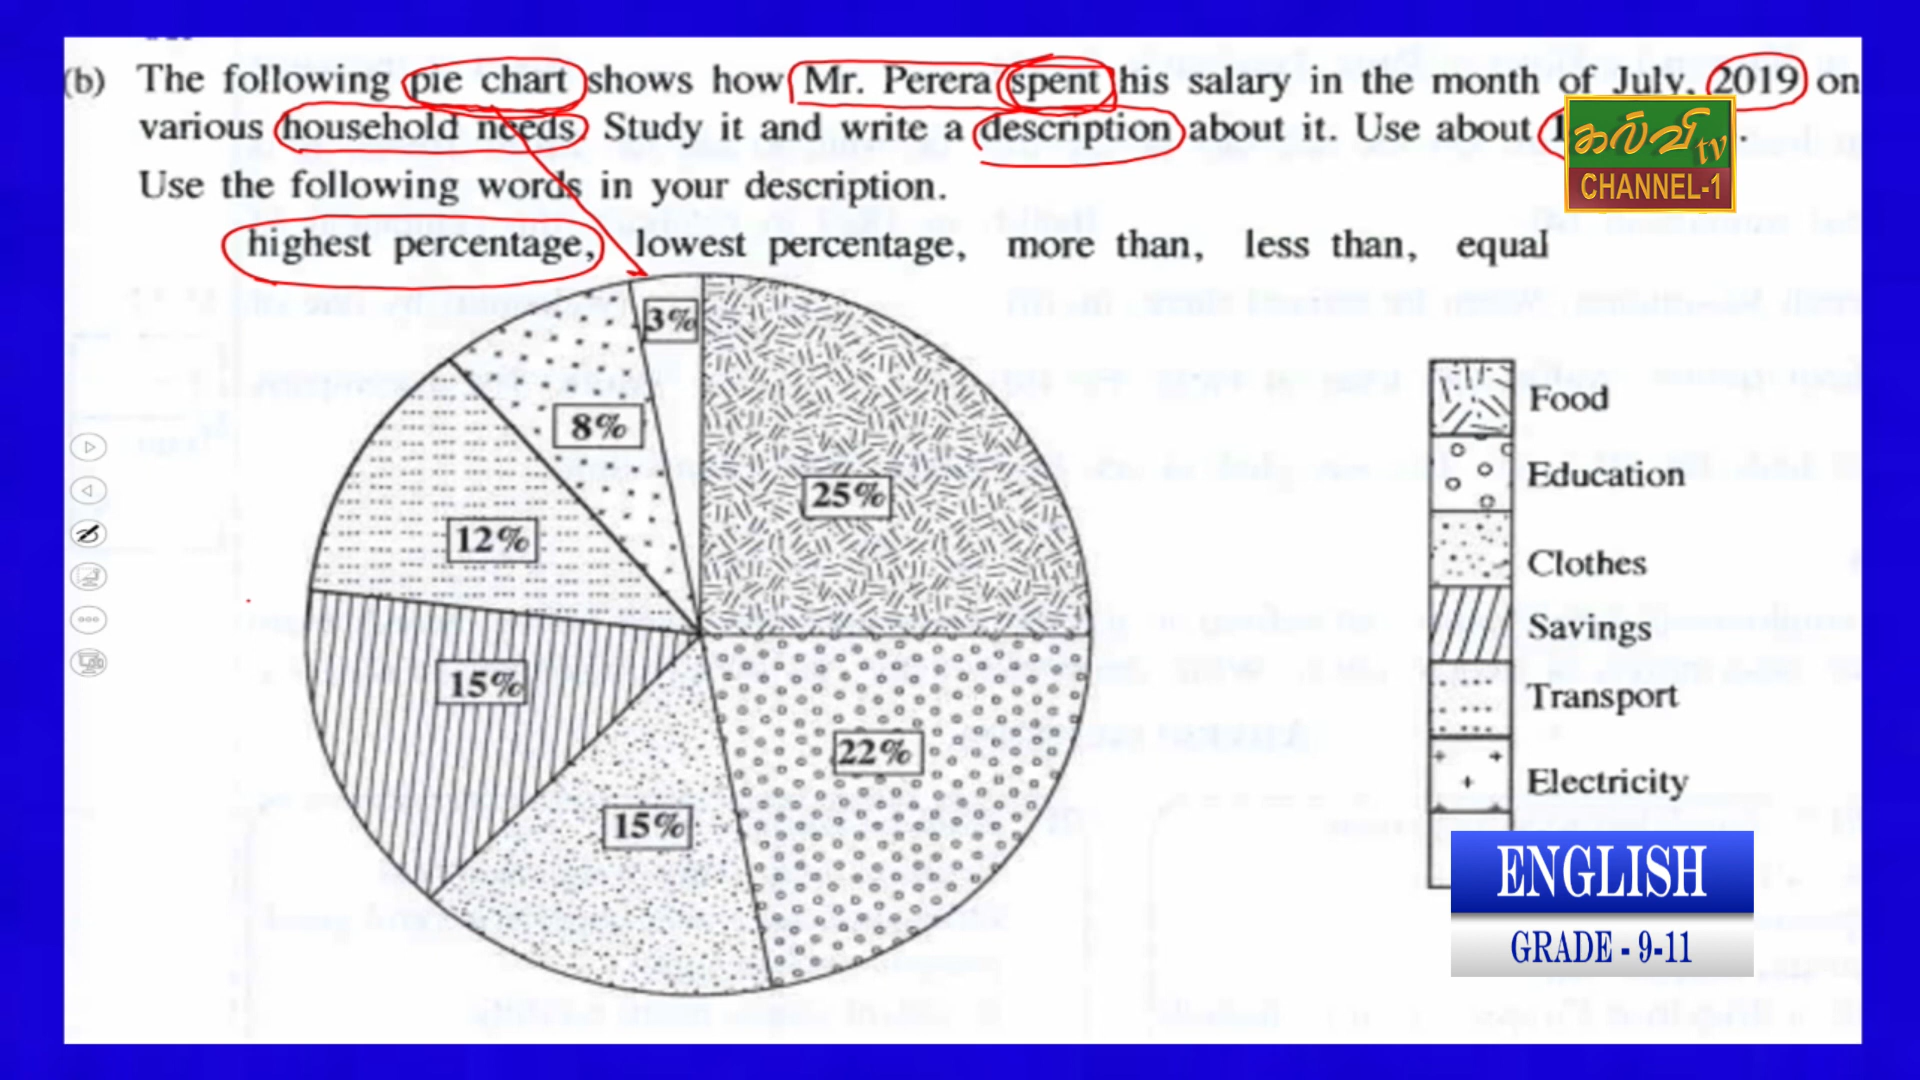 (b) The following pie chart shows how Mr. Perera spent his salary in the month of July, 2019 on
various household needs. Study it and write a description about it. Use about
Use the following words in your description.
highest percentage, lowest percentage, more than, less than, equal
கல்வி tv
CHANNEL-1
3%
8%
25%
12%
15%
22%
15%
Food
Education
Clothes
Savings
Transport
Electricity
ENGLISH
GRADE - 9-11